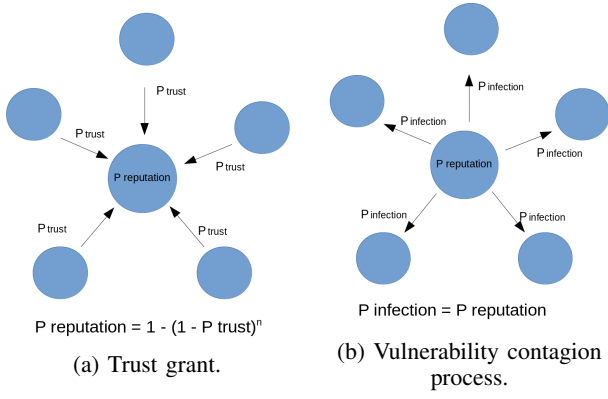 P trust
P trust
P trust
P reputation
P trust
P trust
P trust
P reputation = 1 - (1 - P trust)ⁿ
(a) Trust grant.
P infection
P infection
P infection
P reputation
P infection
P infection
P infection = P reputation
(b) Vulnerability contagion
process.